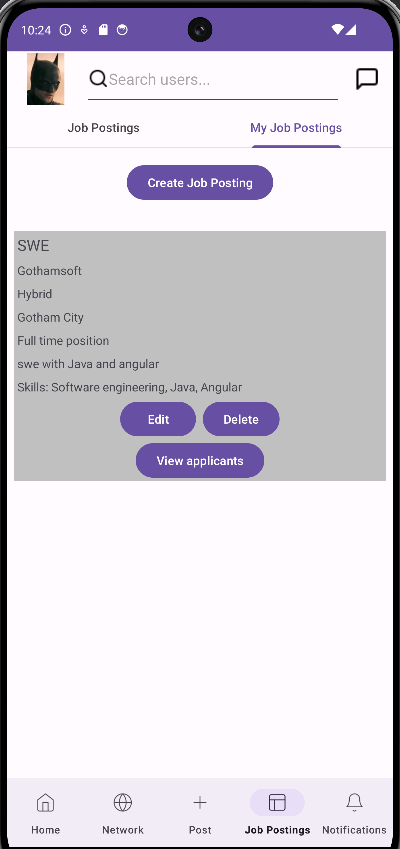 10:24
Search users...
Job Postings
My Job Postings
Create Job Posting
SWE
Gothamsoft
Hybrid
Gotham City
Full time position
swe with Java and angular
Skills: Software engineering, Java, Angular
Edit
Delete
View applicants
Home
Network
Post
Job Postings
Notifications